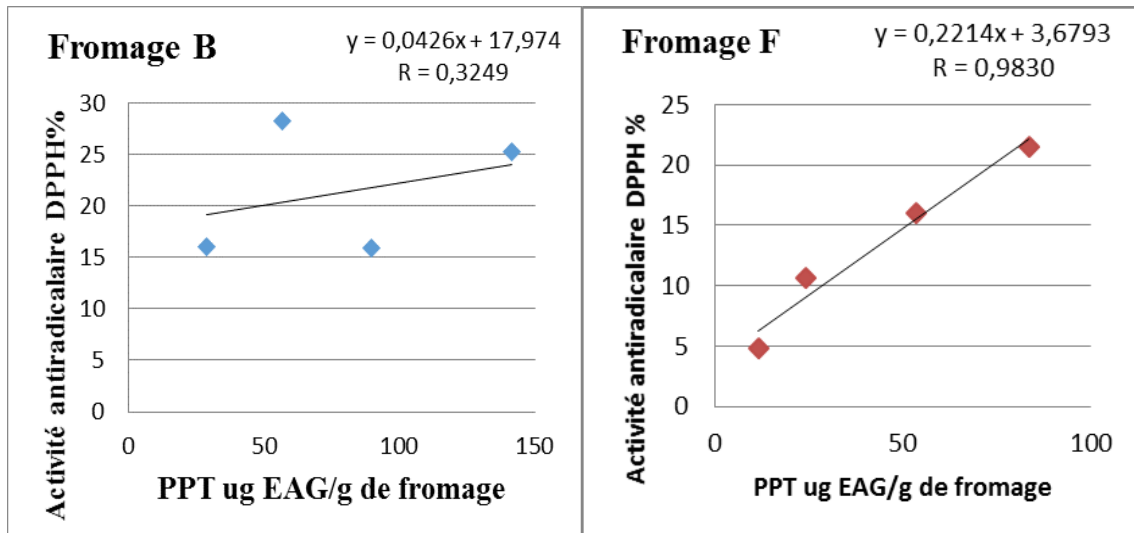 Fromage B
y = 0,0426x + 17,974
R = 0,3249
Activité antiradicalaire DPPH%
30
25
20
15
10
5
0
0 50 100 150
PPT ug EAG/g de fromage
Fromage F
y = 0,2214x + 3,6793
R = 0,9830
Activité antiradicalaire DPPH %
25
20
15
10
5
0
0 50 100
PPT ug EAG/g de fromage